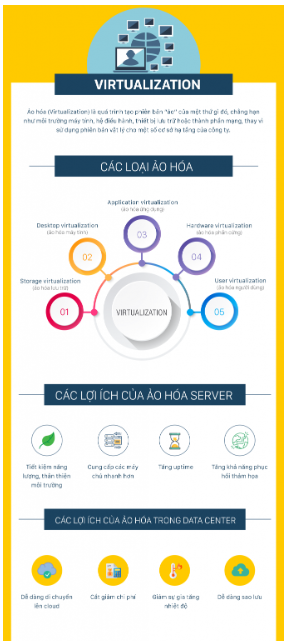 VIRTUALIZATION
Ảo hóa (Virtualization) là quá trình tạo phiên bản "ảo" của một thứ gì đó, chẳng hạn
như môi trường máy tính, hệ điều hành, thiết bị lưu trữ hoặc thành phần mạng, thay vì
sử dụng phiên bản vật lý cho một số cơ sở hạ tầng của công ty.
CÁC LOẠI ẢO HÓA
Application virtualization
(ảo hóa ứng dụng)
03
Desktop virtualization
(ảo hóa máy tính)
02
Hardware virtualization
(ảo hóa phần cứng)
04
Storage virtualization
(ảo hóa lưu trữ)
01
VIRTUALIZATION
User virtualization
(ảo hóa người dùng)
05
CÁC LỢI ÍCH CỦA ẢO HÓA SERVER
Tiết kiệm năng
lượng, thân thiện
môi trường
Cung cấp các máy
chủ nhanh hơn
Tăng uptime
Tăng khả năng phục
hồi thảm họa
CÁC LỢI ÍCH CỦA ẢO HÓA TRONG DATA CENTER
Dễ dàng di chuyển
lên cloud
Cắt giảm chi phí
Giảm sự gia tăng
nhiệt độ
Dễ dàng sao lưu